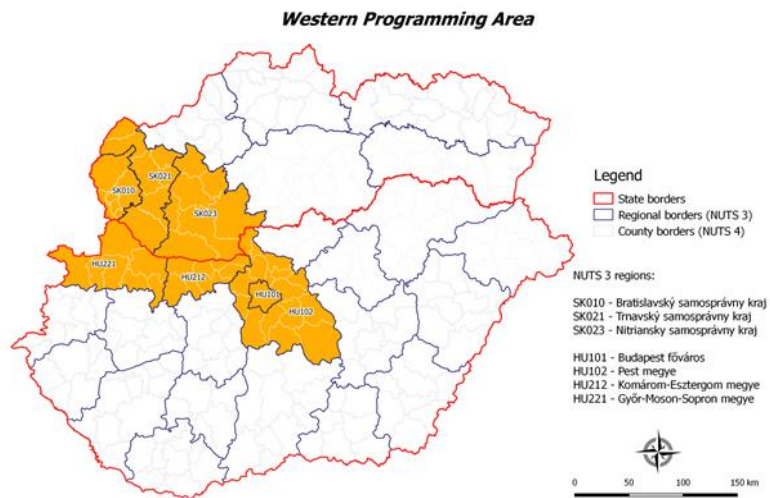 Western Programming Area
SK010
SK021
SK023
HU221
HU212
HU101
HU102
Legend
State borders
Regional borders (NUTS 3)
County borders (NUTS 4)
NUTS 3 regions:
SK010 - Bratislavský samosprávny kraj
SK021 - Trnavský samosprávny kraj
SK023 - Nitriansky samosprávny kraj
HU101 - Budapest főváros
HU102 - Pest megye
HU212 - Komárom-Esztergom megye
HU221 - Győr-Moson-Sopron megye
0 50 100 150 km